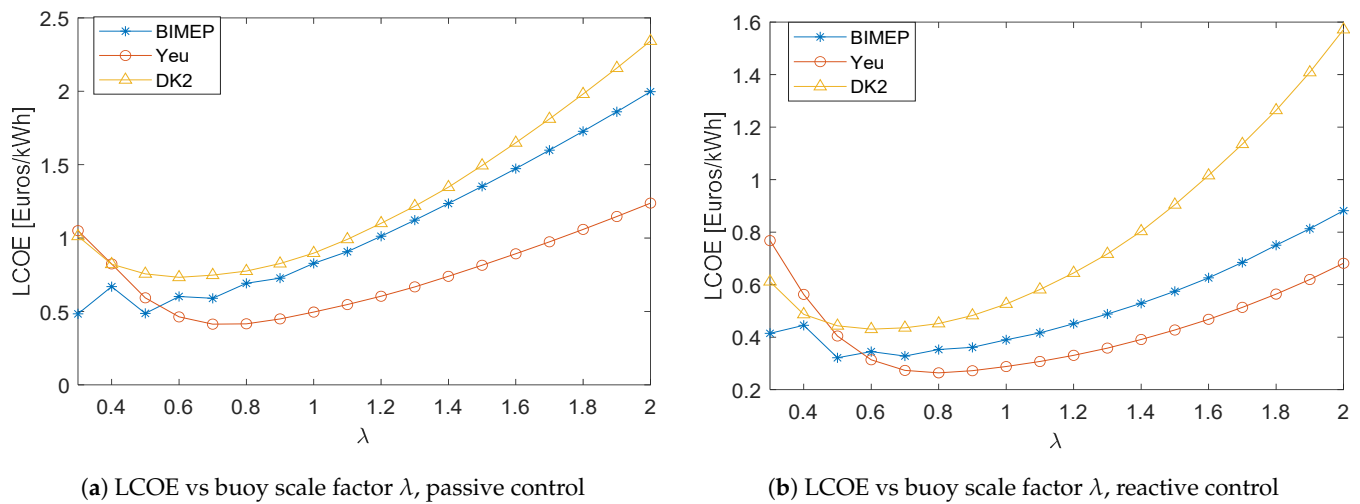 2.5
2
1.5
1
0.5
0
LCOE [Euros/kWh]
BIMEP
Yeu
DK2
0.4 0.6 0.8 1 1.2 1.4 1.6 1.8 2
λ
(a) LCOE vs buoy scale factor λ, passive control
1.6
1.4
1.2
1
0.8
0.6
0.4
0.2
LCOE [Euros/kWh]
BIMEP
Yeu
DK2
0.4 0.6 0.8 1 1.2 1.4 1.6 1.8 2
λ
(b) LCOE vs buoy scale factor λ, reactive control